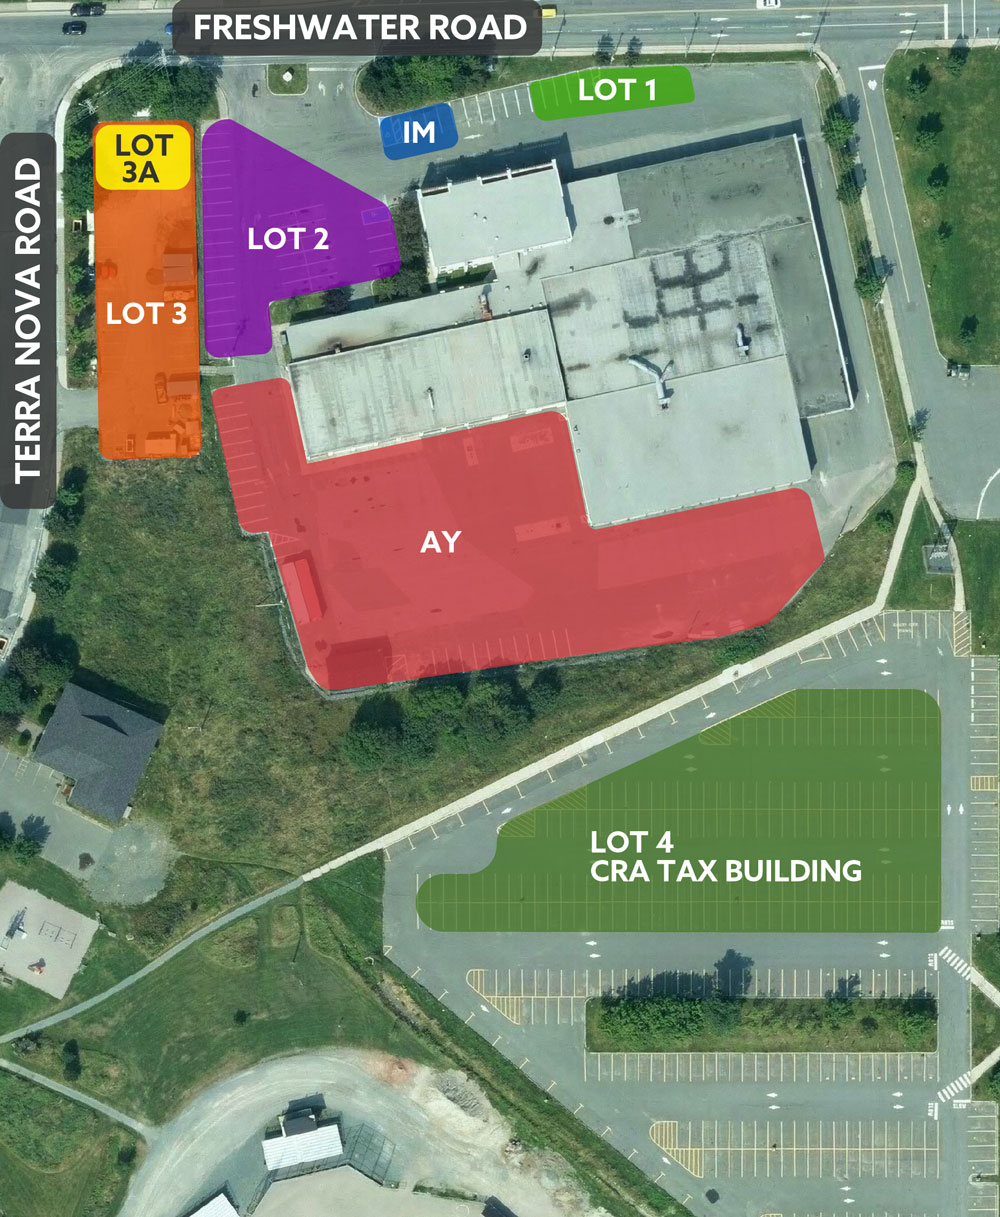 FRESHWATER ROAD
LOT 1
IM
LOT
3A
TERRA NOVA ROAD
LOT 2
LOT 3
AY
LOT 4
CRA TAX BUILDING